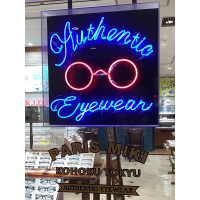 Authentic
Eyewear
PARIS MiKi
KOHOKU TOKYU
AUTHENTIC EYEWEAR